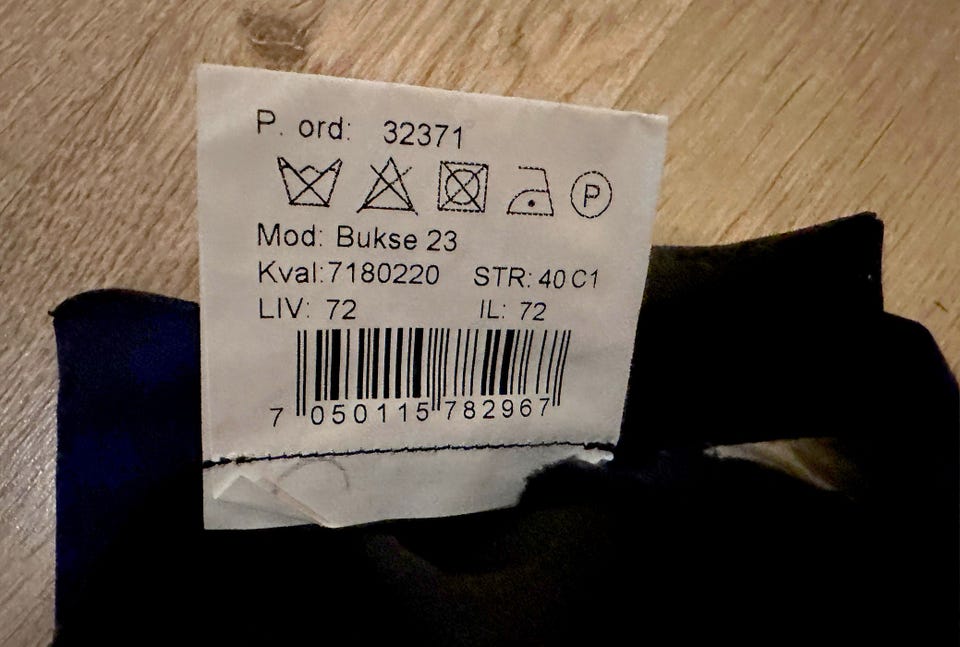 P. ord: 32371
P
Mod: Bukse 23
Kval:7180220 STR: 40 C1
LIV: 72 IL: 72
7 050115 782967